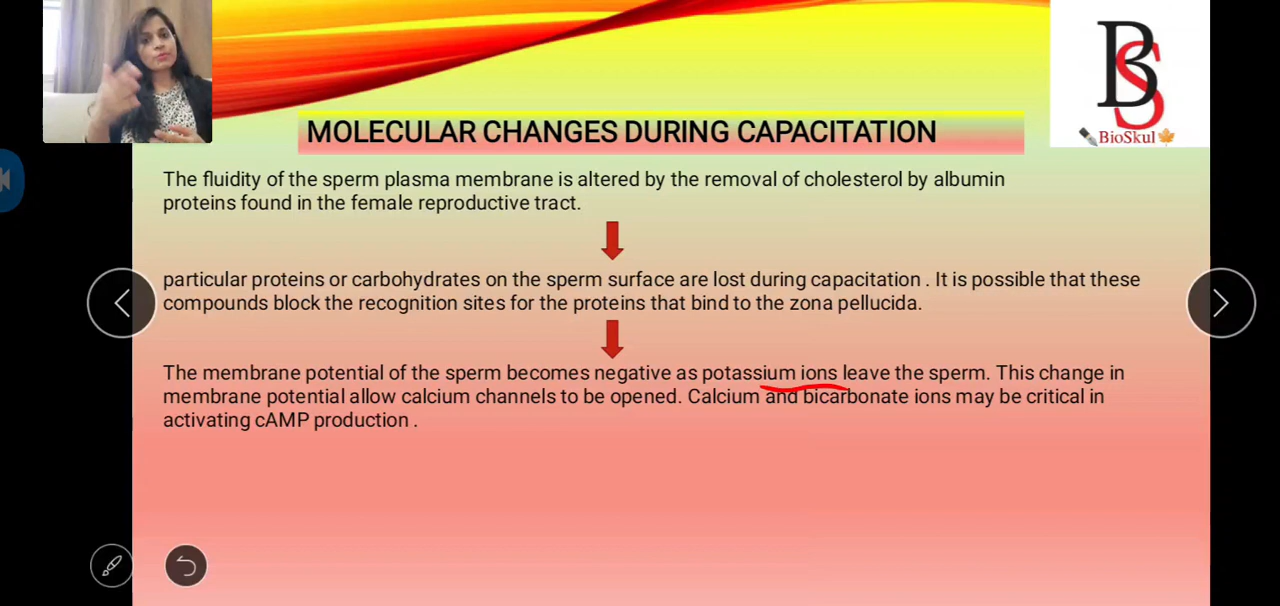 BS
BioSkul
MOLECULAR CHANGES DURING CAPACITATION
The fluidity of the sperm plasma membrane is altered by the removal of cholesterol by albumin
proteins found in the female reproductive tract.
particular proteins or carbohydrates on the sperm surface are lost during capacitation . It is possible that these
compounds block the recognition sites for the proteins that bind to the zona pellucida.
The membrane potential of the sperm becomes negative as potassium ions leave the sperm. This change in
membrane potential allow calcium channels to be opened. Calcium and bicarbonate ions may be critical in
activating cAMP production .